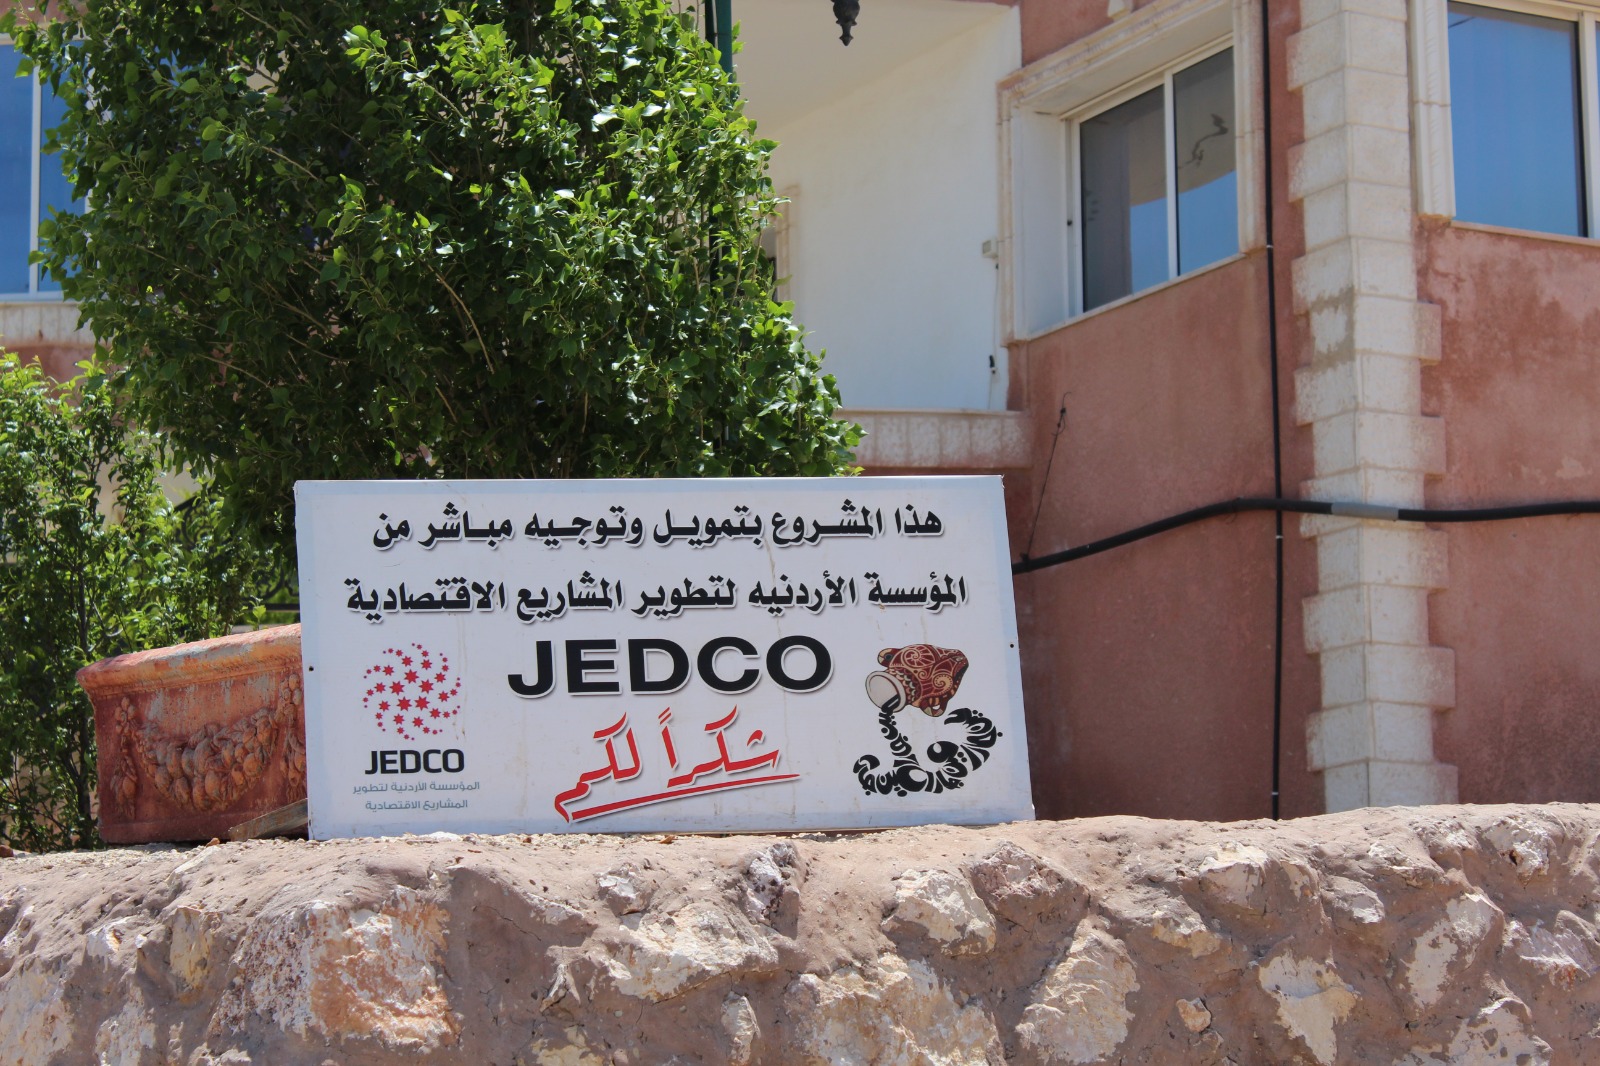 هذا المشروع بتمويل وتوجيه مباشر من
المؤسسة الأردنيه لتطوير المشاريع الاقتصادية
JEDCO
شكراً لكم
JEDCO
المؤسسة الأردنية لتطوير
المشاريع الاقتصادية